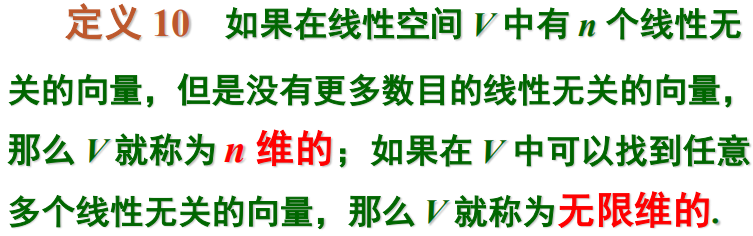 定义 10 如果在线性空间 V 中有 n 个线性无
关的向量，但是没有更多数目的线性无关的向量，
那么 V 就称为 n 维的；如果在 V 中可以找到任意
多个线性无关的向量，那么 V 就称为无限维的.